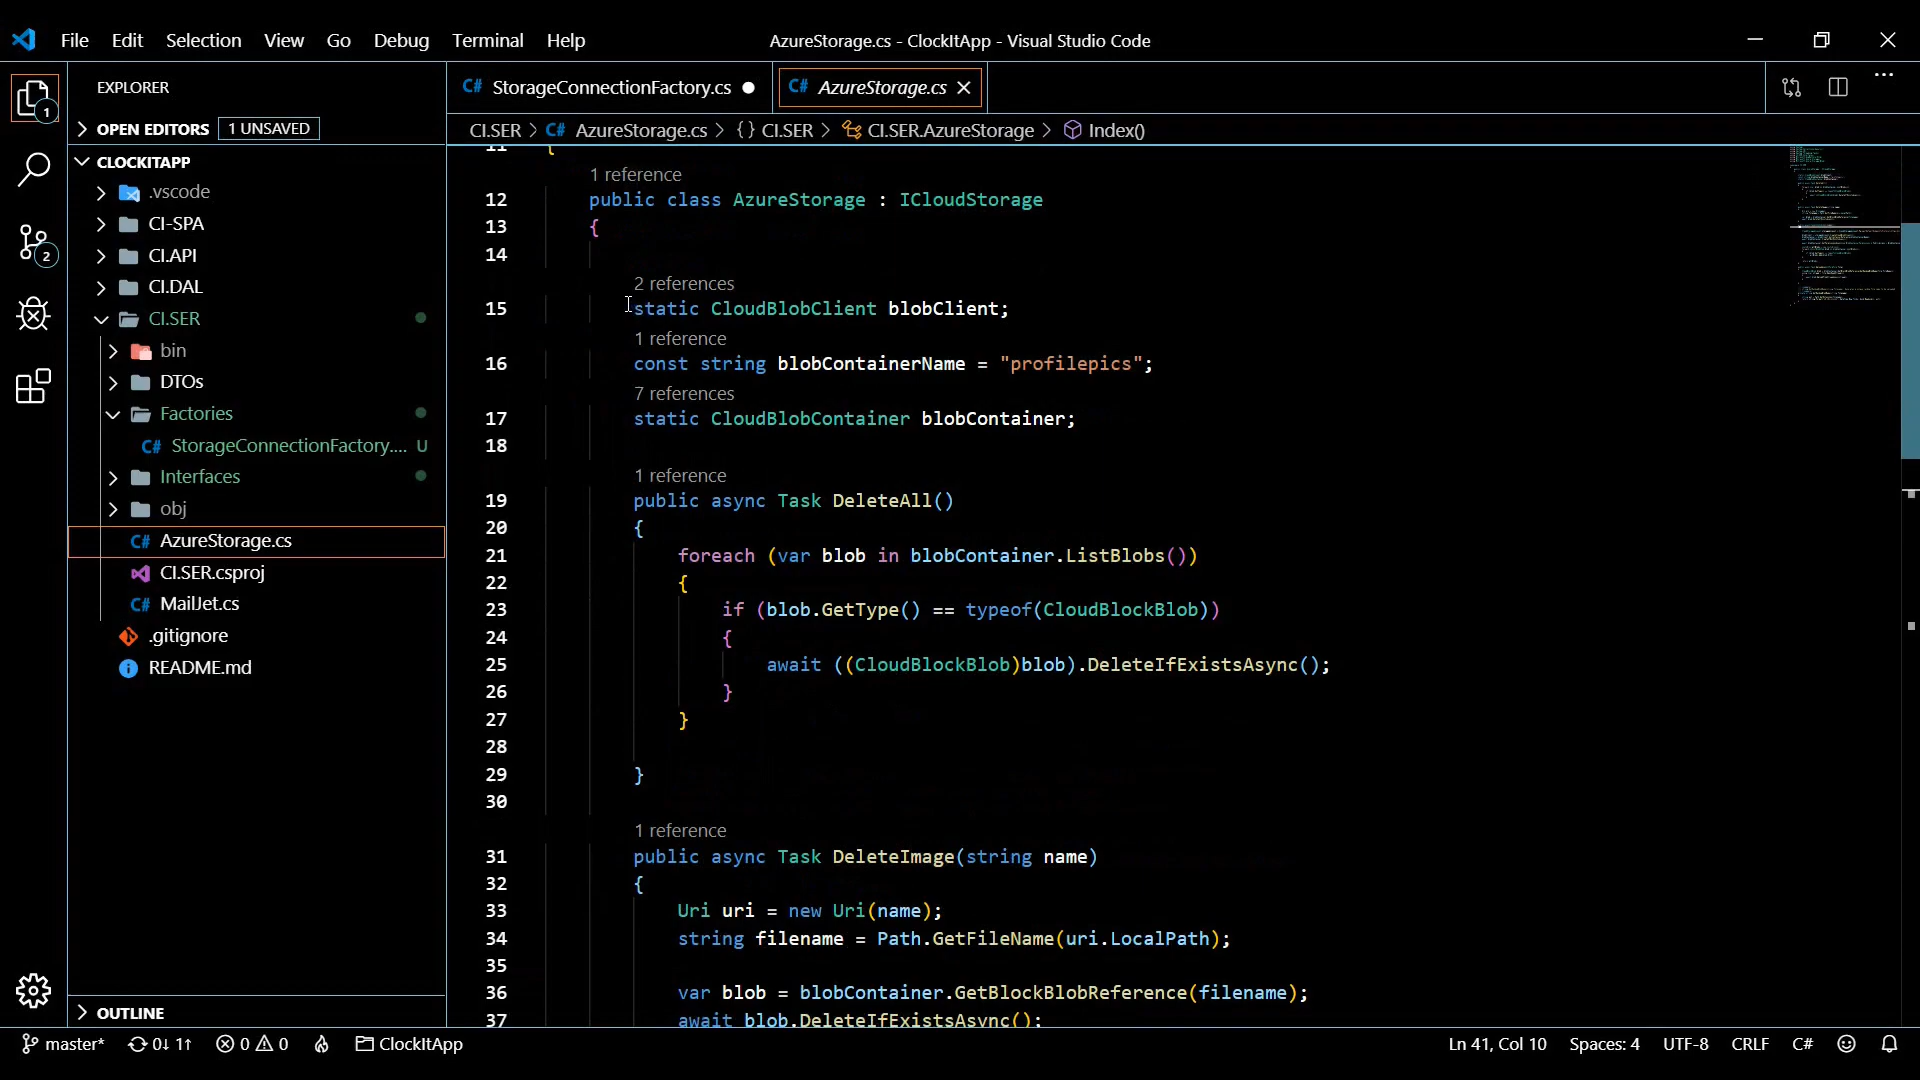 File Edit Selection View Go Debug Terminal Help AzureStorage.cs - ClockItApp - Visual Studio Code
EXPLORER
C# StorageConnectionFactory.cs
C# AzureStorage.cs
OPEN EDITORS 1 UNSAVED
CI.SER > C# AzureStorage.cs > {} CI.SER > CI.SER.AzureStorage > Index()
CLOCKITAPP
.vscode
CI-SPA
CI.API
CI.DAL
CI.SER
bin
DTOs
Factories
C# StorageConnectionFactory.... U
Interfaces
obj
C# AzureStorage.cs
CI.SER.csproj
C# MailJet.cs
.gitignore
README.md
OUTLINE
1
2
11 {
1 reference
12 public class AzureStorage : ICloudStorage
13 {
14
2 references
15 static CloudBlobClient blobClient;
1 reference
16 const string blobContainerName = "profilepics";
7 references
17 static CloudBlobContainer blobContainer;
18
1 reference
19 public async Task DeleteAll()
20 {
21 foreach (var blob in blobContainer.ListBlobs())
22 {
23 if (blob.GetType() == typeof(CloudBlockBlob))
24 {
25 await ((CloudBlockBlob)blob).DeleteIfExistsAsync();
26 }
27 }
28
29 }
30
1 reference
31 public async Task DeleteImage(string name)
32 {
33 Uri uri = new Uri(name);
34 string filename = Path.GetFileName(uri.LocalPath);
35
36 var blob = blobContainer.GetBlockBlobReference(filename);
37 await blob.DeleteIfExistsAsync();
master* 0↓ 1↑ 0 0 ClockItApp Ln 41, Col 10 Spaces: 4 UTF-8 CRLF C#